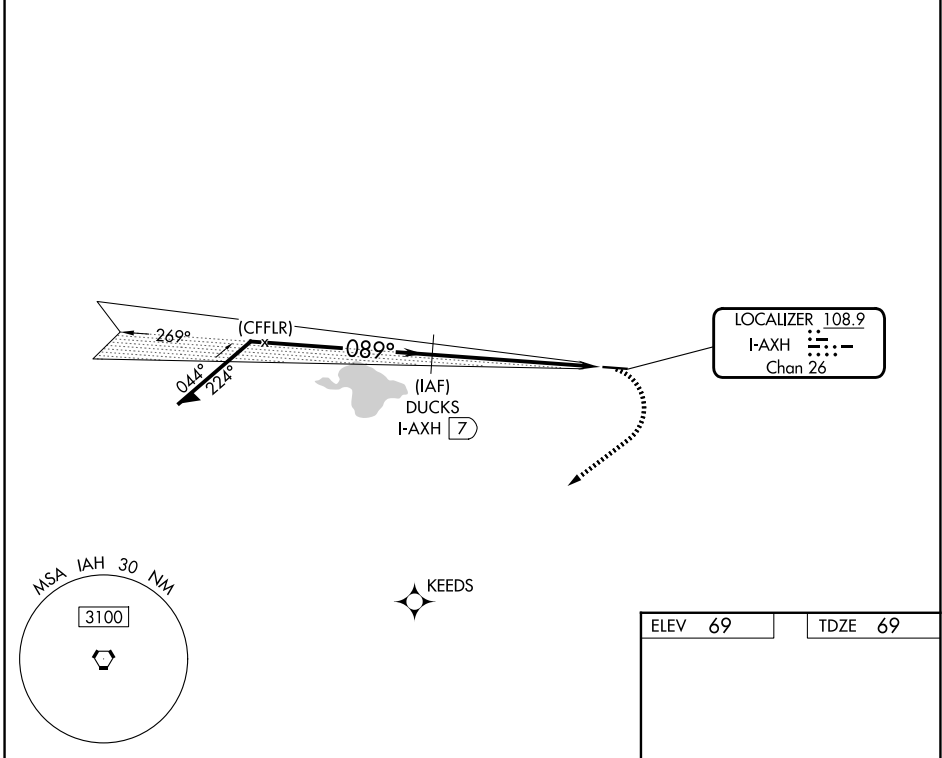 269°
(CFFLR)
089°
044°
224°
(IAF)
DUCKS
I-AXH 7
LOCALIZER 108.9
I-AXH
Chan 26
MSA IAH 30 NM
3100
KEEDS
ELEV 69
TDZE 69